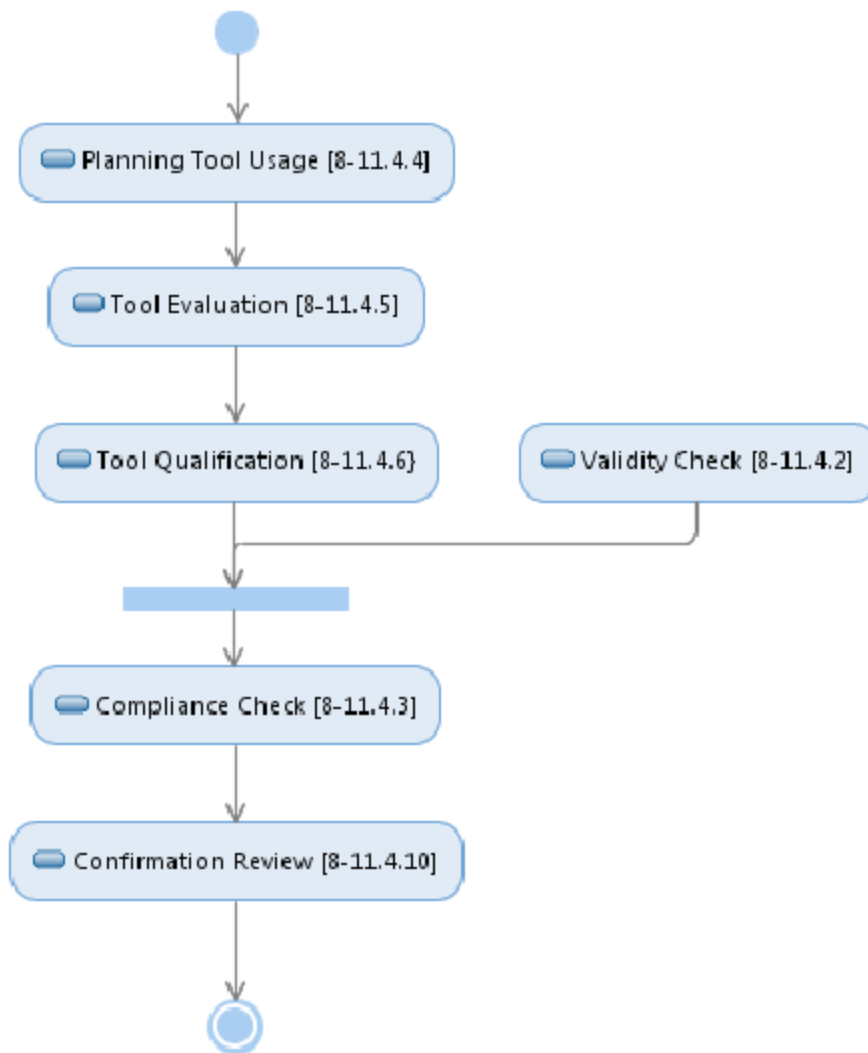 Planning Tool Usage [8-11.4.4]
Tool Evaluation [8-11.4.5]
Tool Qualification [8-11.4.6}
Validity Check [8-11.4.2]
Compliance Check [8-11.4.3]
Confirmation Review [8-11.4.10]